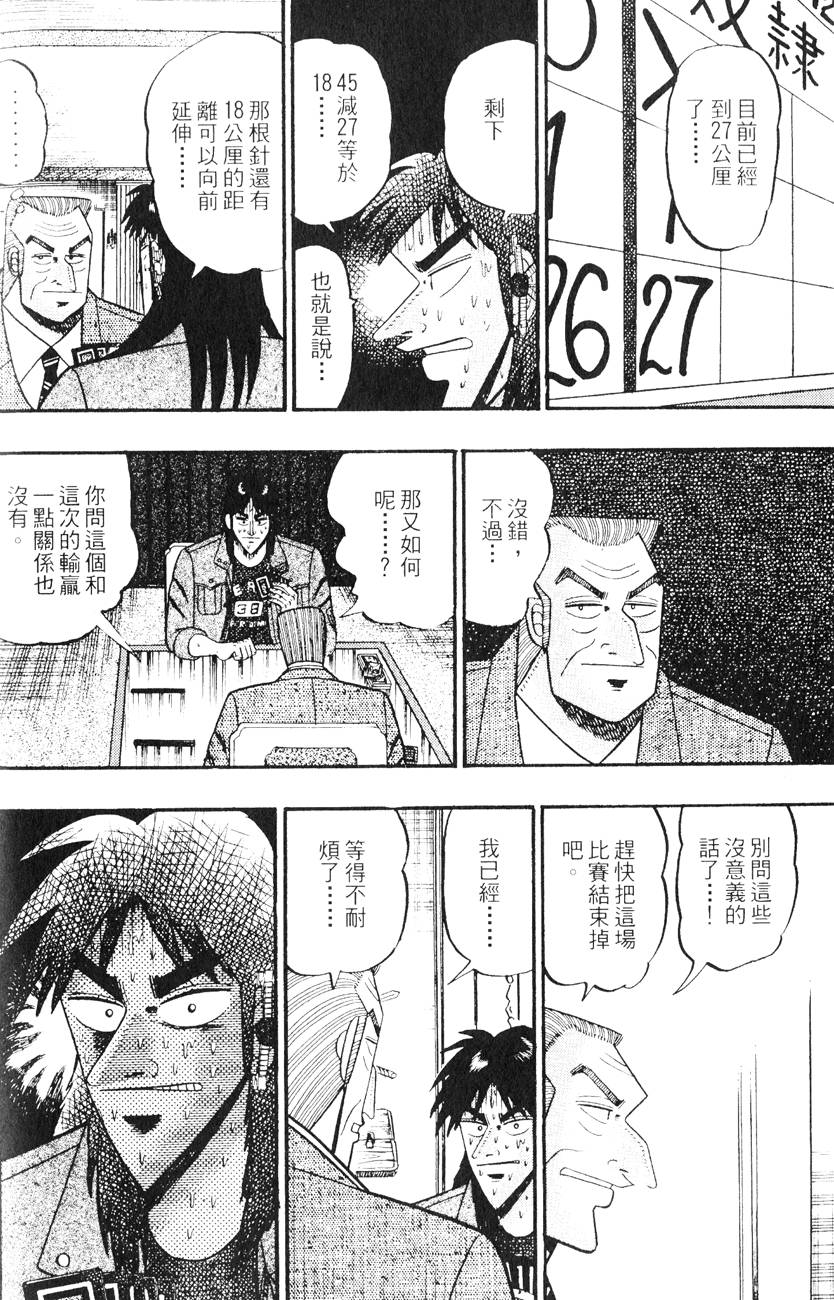 奴隷
26
27
目前已經
到27公厘
了……
剩下
45
減27等於
18……
也就是說…
那根針還有
18公厘的距
離可以向前
延伸……
………
沒錯，
不過…
那又如何
呢……？
38
你問這個和
這次的輸贏
一點關係也
沒有。
別問這些
沒意義的
話了…！
趕快把這場
比賽結束掉
吧。
我已經……
等得不耐
煩了……